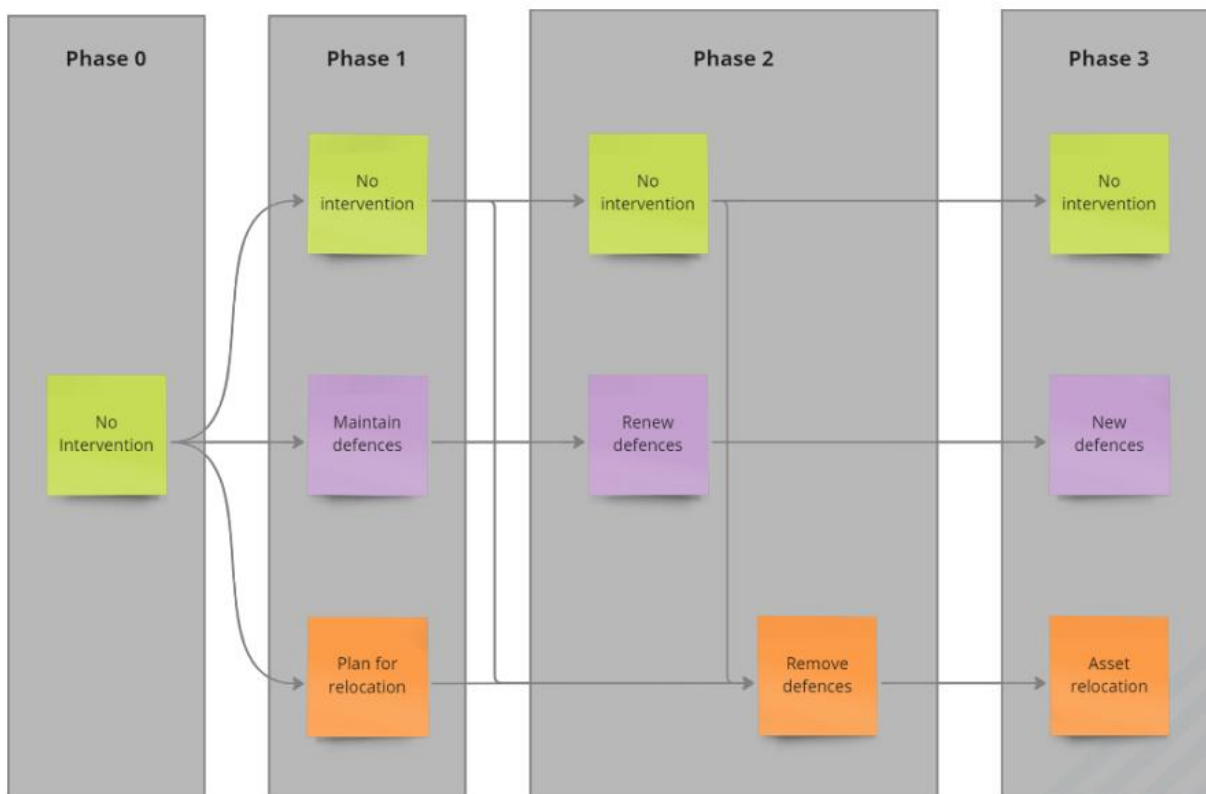 Phase 0
Phase 1
Phase 2
Phase 3
No
intervention
No
intervention
No
intervention
No
Intervention
Maintain
defences
Renew
defences
New
defences
Plan for
relocation
Remove
defences
Asset
relocation